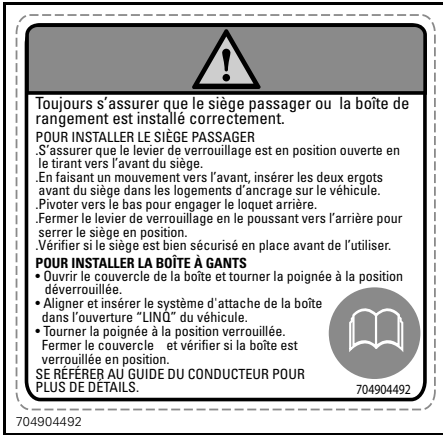 Toujours s'assurer que le siège passager ou la boîte de
rangement est installé correctement.
POUR INSTALLER LE SIÈGE PASSAGER
.S'assurer que le levier de verrouillage est en position ouverte en
le tirant vers l'avant du siège.
.En faisant un mouvement vers l'avant, insérer les deux ergots
avant du siège dans les logements d'ancrage sur le véhicule.
.Pivoter vers le bas pour engager le loquet arrière.
.Fermer le levier de verrouillage en le poussant vers l'arrière pour
serrer le siège en position.
.Vérifier si le siège est bien sécurisé en place avant de l'utiliser.
POUR INSTALLER LA BOÎTE À GANTS
• Ouvrir le couvercle de la boîte et tourner la poignée à la position
déverrouillée.
• Aligner et insérer le système d'attache de la boîte
dans l'ouverture "LINQ" du véhicule.
• Tourner la poignée à la position verrouillée.
Fermer le couvercle et vérifier si la boîte est
verrouillée en position.
SE RÉFÉRER AU GUIDE DU CONDUCTEUR POUR
PLUS DE DÉTAILS.
704904492
704904492